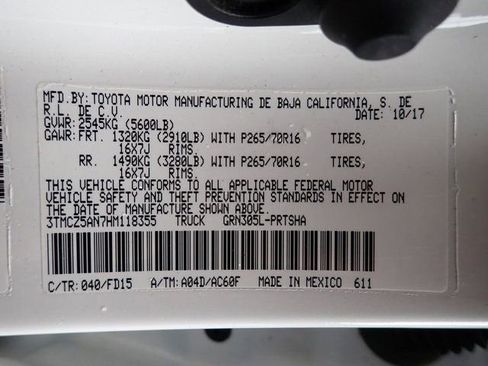 MFD.BY: TOYOTA MOTOR MANUFACTURING DE BAJA CALIFORNIA, S. DE
R.L. DE C.V. DATE: 10/17
GVWR: 2545KG (5600LB)
GAWR: FRT. 1320KG (2910LB) WITH P265/70R16 TIRES,
16X7J RIMS.
RR. 1490KG (3280LB) WITH P265/70R16 TIRES,
16X7J RIMS.
THIS VEHICLE CONFORMS TO ALL APPLICABLE FEDERAL MOTOR
VEHICLE SAFETY AND THEFT PREVENTION STANDARDS IN EFFECT ON
THE DATE OF MANUFACTURE SHOWN ABOVE.
3TMCZ5AN7HM118355 TRUCK GRN305L-PRTSHA
C/TR: 040/FD15 A/TM: A04D/AC60F MADE IN MEXICO 611